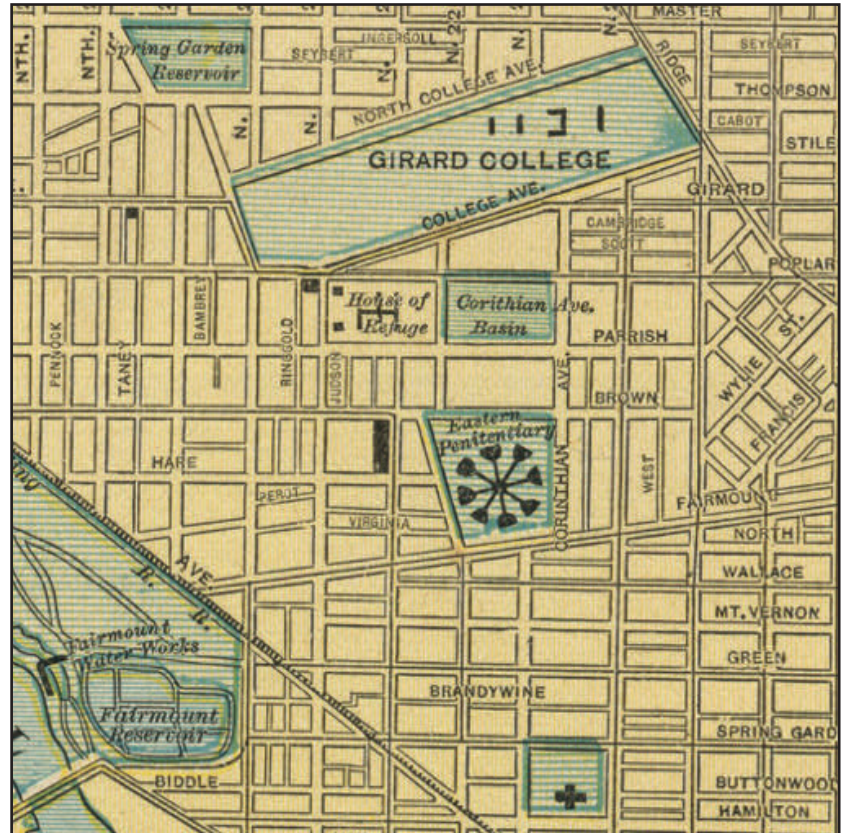 MASTER
NTH.
NTH.
Spring Garden
Reservoir
INGERSOLL
SEYBERT
N.
N. 22
N.
N.
RIDGE
SEYBERT
NORTH COLLEGE AVE.
THOMPSON
N.
N.
CABOT
STILE
GIRARD COLLEGE
GIRARD
COLLEGE AVE.
CAMBRIDGE
SCOTT
POPLAR
House of
Refuge
Corithian Ave.
Basin
PENNOCK
TANEY
BAMBREY
RINGGOLD
JUDSON
PARRISH
WYLIE
ST.
FRANCIS
BROWN
Eastern
Penitentiary
CORINTHIAN AVE.
WEST
HARE
PEROT
VIRGINIA
FAIRMOUNT
NORTH
WALLACE
AVE.
R. R.
MT. VERNON
Fairmount
Water Works
GREEN
BRANDYWINE
Fairmount
Reservoir
SPRING GARD
BIDDLE
BUTTONWOOD
HAMILTON